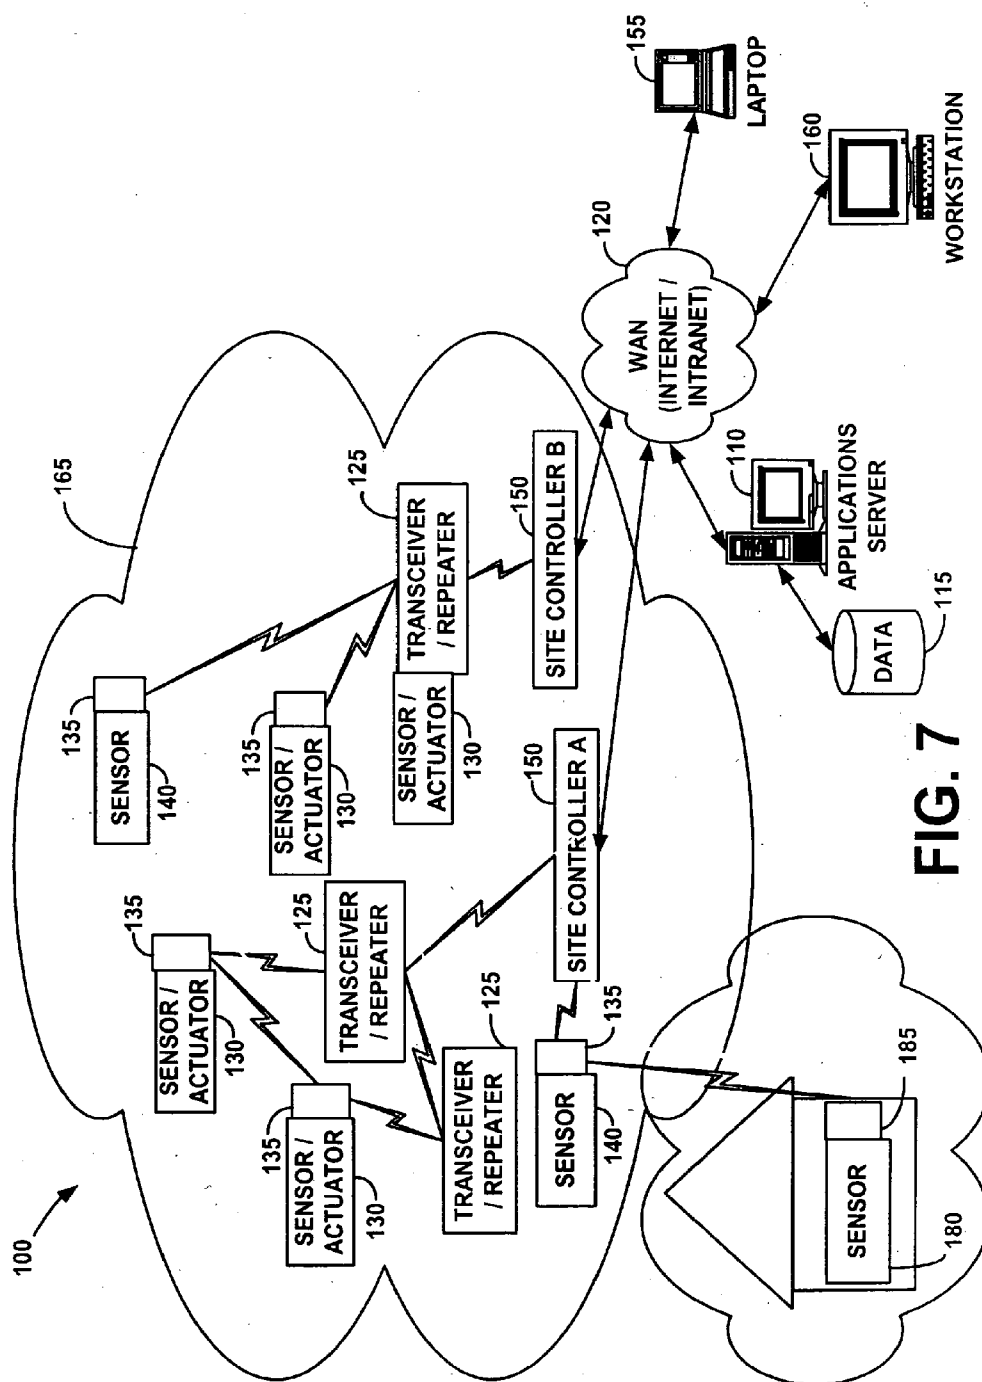 100
165
135
SENSOR
140
135
SENSOR /
ACTUATOR
130
135
SENSOR /
ACTUATOR
130
135
SENSOR /
ACTUATOR
130
125
TRANSCEIVER
/ REPEATER
125
TRANSCEIVER
/ REPEATER
SENSOR /
ACTUATOR
130
125
TRANSCEIVER
/ REPEATER
150
SITE CONTROLLER B
150
SITE CONTROLLER A
135
SENSOR
140
120
WAN
(INTERNET /
INTRANET)
155
LAPTOP
110
APPLICATIONS
SERVER
160
WORKSTATION
185
SENSOR
180
DATA
115
FIG. 7